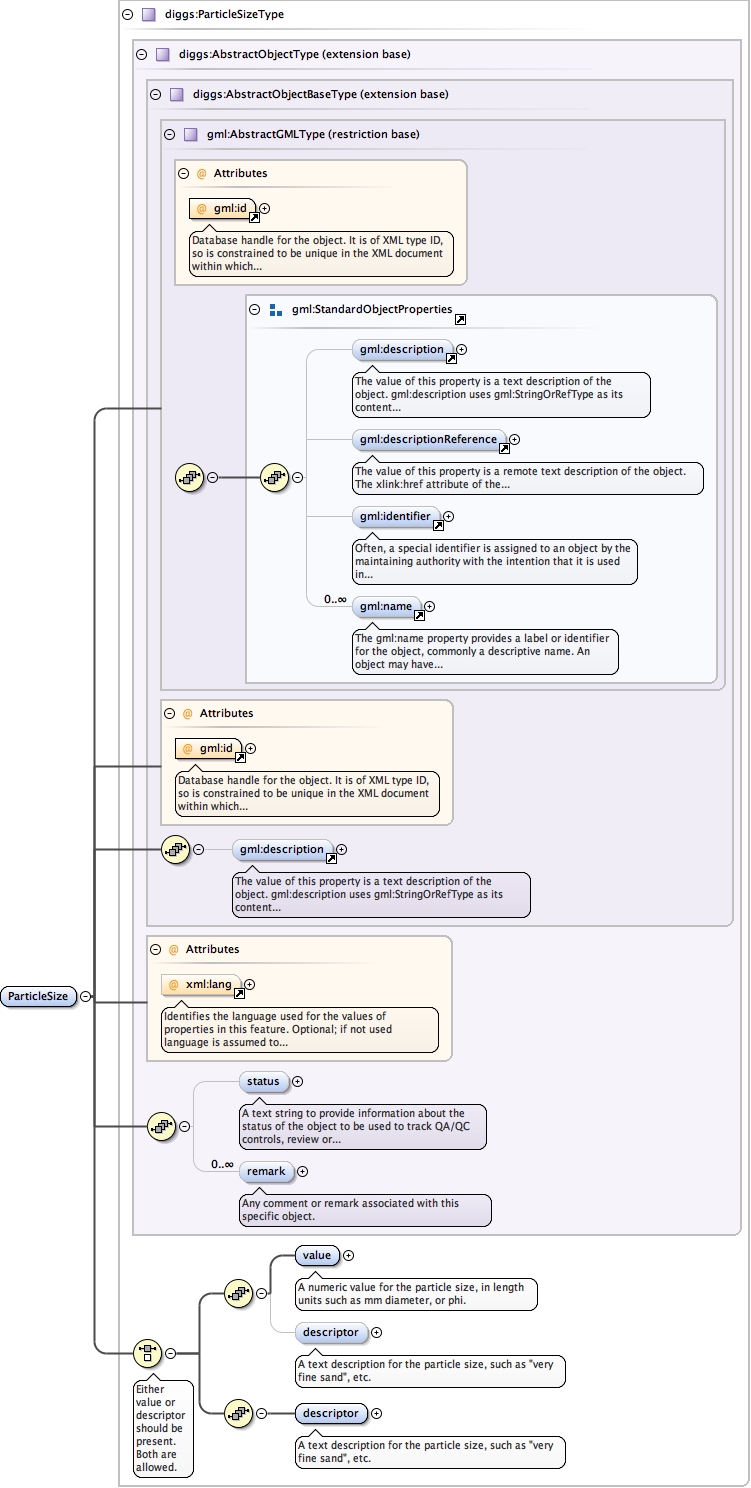 diggs:ParticleSizeType
diggs:AbstractObjectType (extension base)
diggs:AbstractObjectBaseType (extension base)
gml:AbstractGMLType (restriction base)
@ Attributes
@ gml:id
Database handle for the object. It is of XML type ID,
so is constrained to be unique in the XML document
within which...
gml:StandardObjectProperties
gml:description
The value of this property is a text description of the
object. gml:description uses gml:StringOrRefType as its
content...
gml:descriptionReference
The value of this property is a remote text description of the object.
The xlink:href attribute of the...
gml:identifier
Often, a special identifier is assigned to an object by the
maintaining authority with the intention that it is used
in...
0..∞
gml:name
The gml:name property provides a label or identifier
for the object, commonly a descriptive name. An
object may have...
@ Attributes
@ gml:id
Database handle for the object. It is of XML type ID,
so is constrained to be unique in the XML document
within which...
gml:description
The value of this property is a text description of the
object. gml:description uses gml:StringOrRefType as its
content...
@ Attributes
@ xml:lang
Identifies the language used for the values of
properties in this feature. Optional; if not used
language is assumed to...
ParticleSize
status
A text string to provide information about the
status of the object to be used to track QA/QC
controls, review or...
0..∞
remark
Any comment or remark associated with this
specific object.
value
A numeric value for the particle size, in length
units such as mm diameter, or phi.
descriptor
A text description for the particle size, such as "very
fine sand", etc.
Either
value or
descriptor
should be
present.
Both are
allowed.
descriptor
A text description for the particle size, such as "very
fine sand", etc.